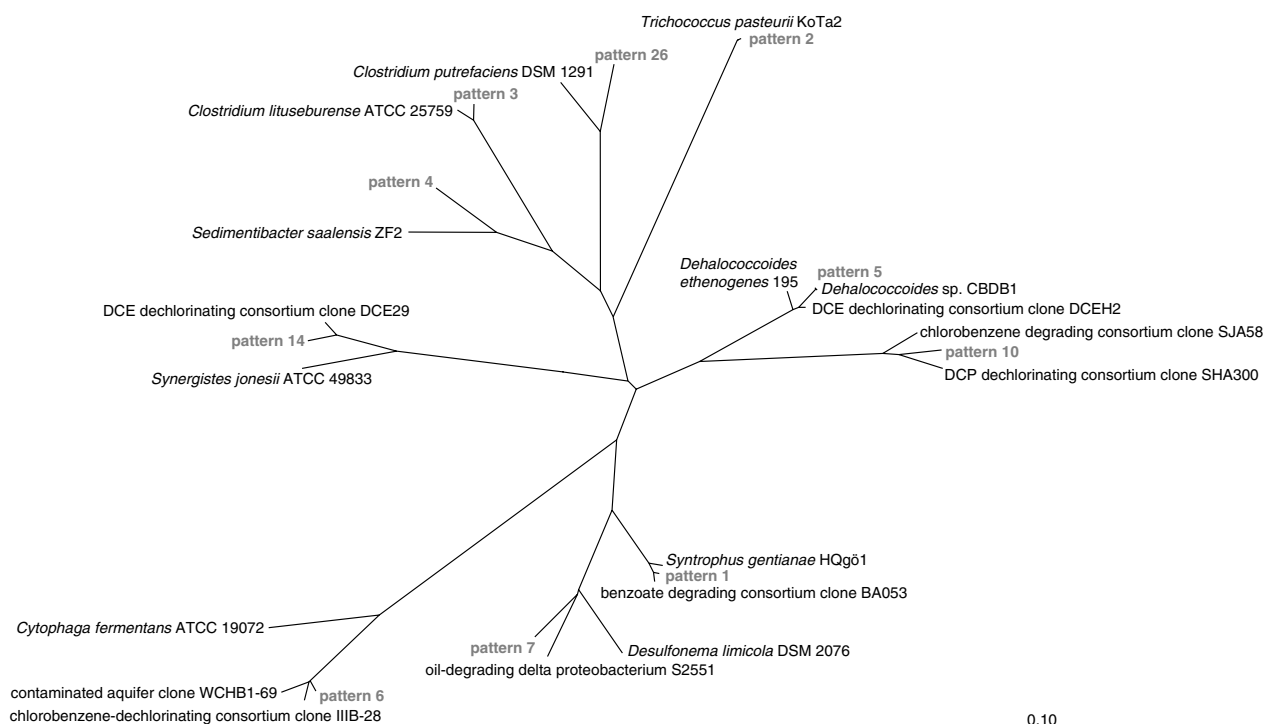 Trichococcus pasteurii KoTa2
pattern 2
pattern 26
Clostridium putrefaciens DSM 1291
pattern 3
Clostridium lituseburense ATCC 25759
pattern 4
Sedimentibacter saalensis ZF2
Dehalococcoides
ethenogenes 195
pattern 5
Dehalococcoides sp. CBDB1
DCE dechlorinating consortium clone DCEH2
DCE dechlorinating consortium clone DCE29
chlorobenzene degrading consortium clone SJA58
pattern 14
pattern 10
Synergistes jonesii ATCC 49833
DCP dechlorinating consortium clone SHA300
Syntrophus gentianae HQgö1
pattern 1
benzoate degrading consortium clone BA053
Cytophaga fermentans ATCC 19072
pattern 7
Desulfonema limicola DSM 2076
oil-degrading delta proteobacterium S2551
contaminated aquifer clone WCHB1-69
pattern 6
chlorobenzene-dechlorinating consortium clone IIIB-28
0.10